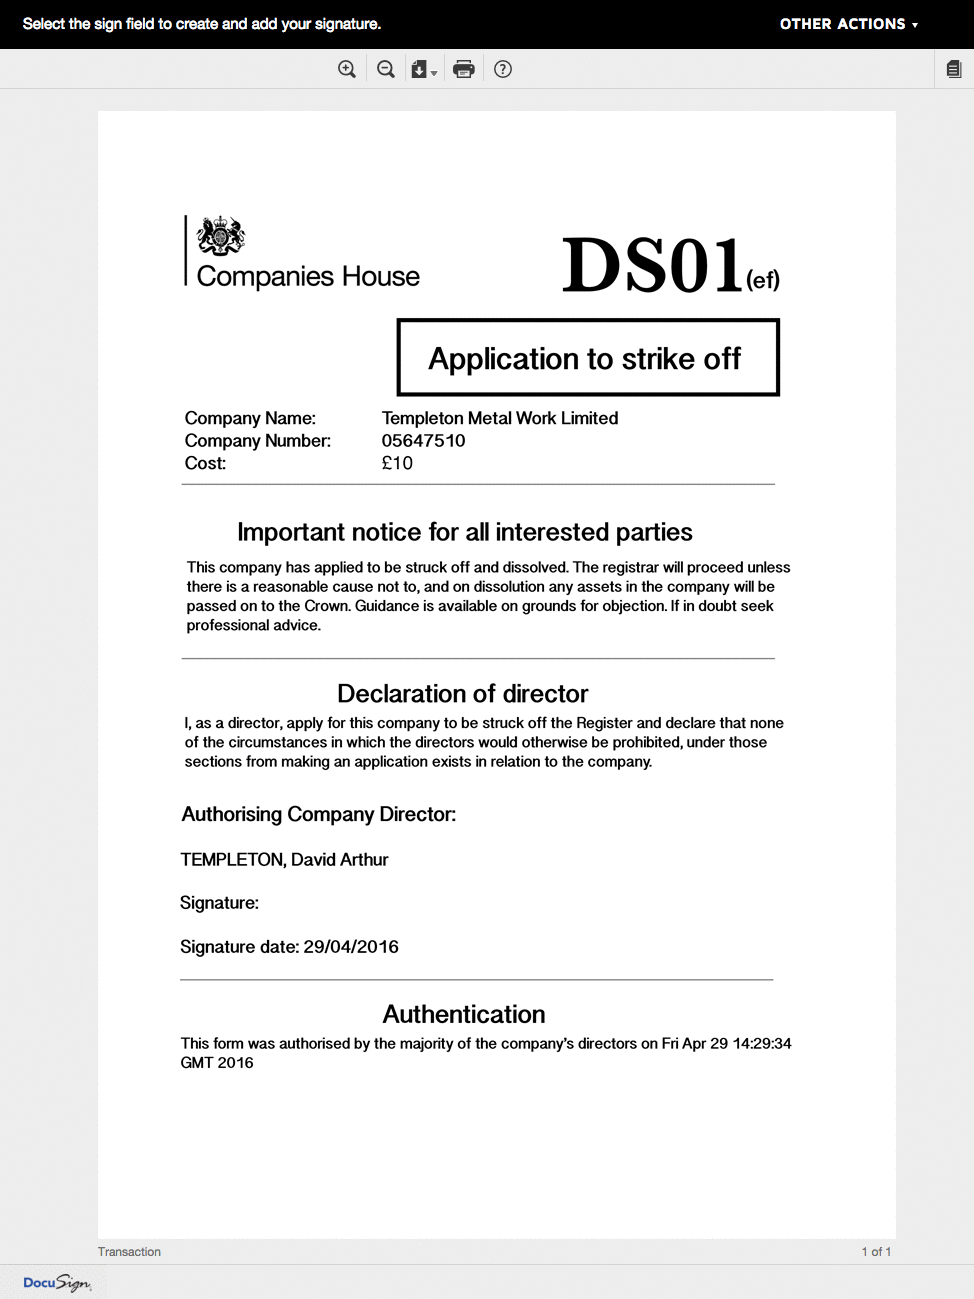 Select the sign field to create and add your signature.
OTHER ACTIONS
Companies House
DS01(ef)
Application to strike off
Company Name: Templeton Metal Work Limited
Company Number: 05647510
Cost: £10
Important notice for all interested parties
This company has applied to be struck off and dissolved. The registrar will proceed unless
there is a reasonable cause not to, and on dissolution any assets in the company will be
passed on to the Crown. Guidance is available on grounds for objection. If in doubt seek
professional advice.
Declaration of director
I, as a director, apply for this company to be struck off the Register and declare that none
of the circumstances in which the directors would otherwise be prohibited, under those
sections from making an application exists in relation to the company.
Authorising Company Director:
TEMPLETON, David Arthur
Signature:
Signature date: 29/04/2016
Authentication
This form was authorised by the majority of the company's directors on Fri Apr 29 14:29:34
GMT 2016
Transaction 1 of 1
DocuSign